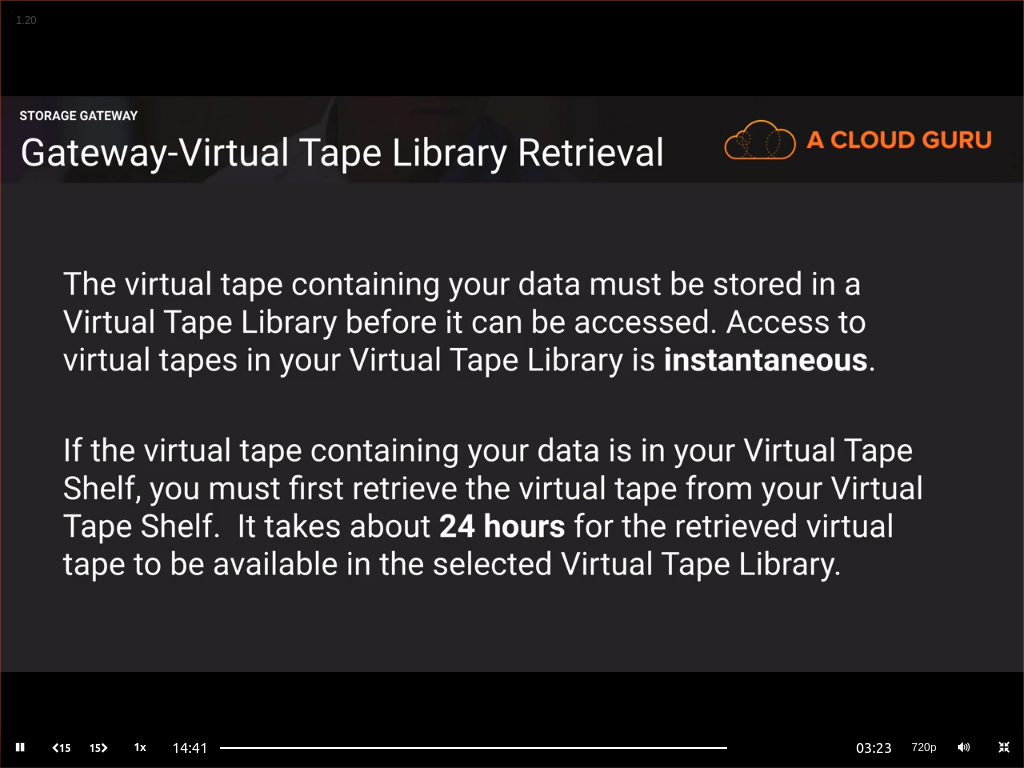 1.20
STORAGE GATEWAY
Gateway-Virtual Tape Library Retrieval
A CLOUD GURU
The virtual tape containing your data must be stored in a
Virtual Tape Library before it can be accessed. Access to
virtual tapes in your Virtual Tape Library is instantaneous.
If the virtual tape containing your data is in your Virtual Tape
Shelf, you must first retrieve the virtual tape from your Virtual
Tape Shelf.  It takes about 24 hours for the retrieved virtual
tape to be available in the selected Virtual Tape Library.
15 15 1x 14:41 03:23 720p